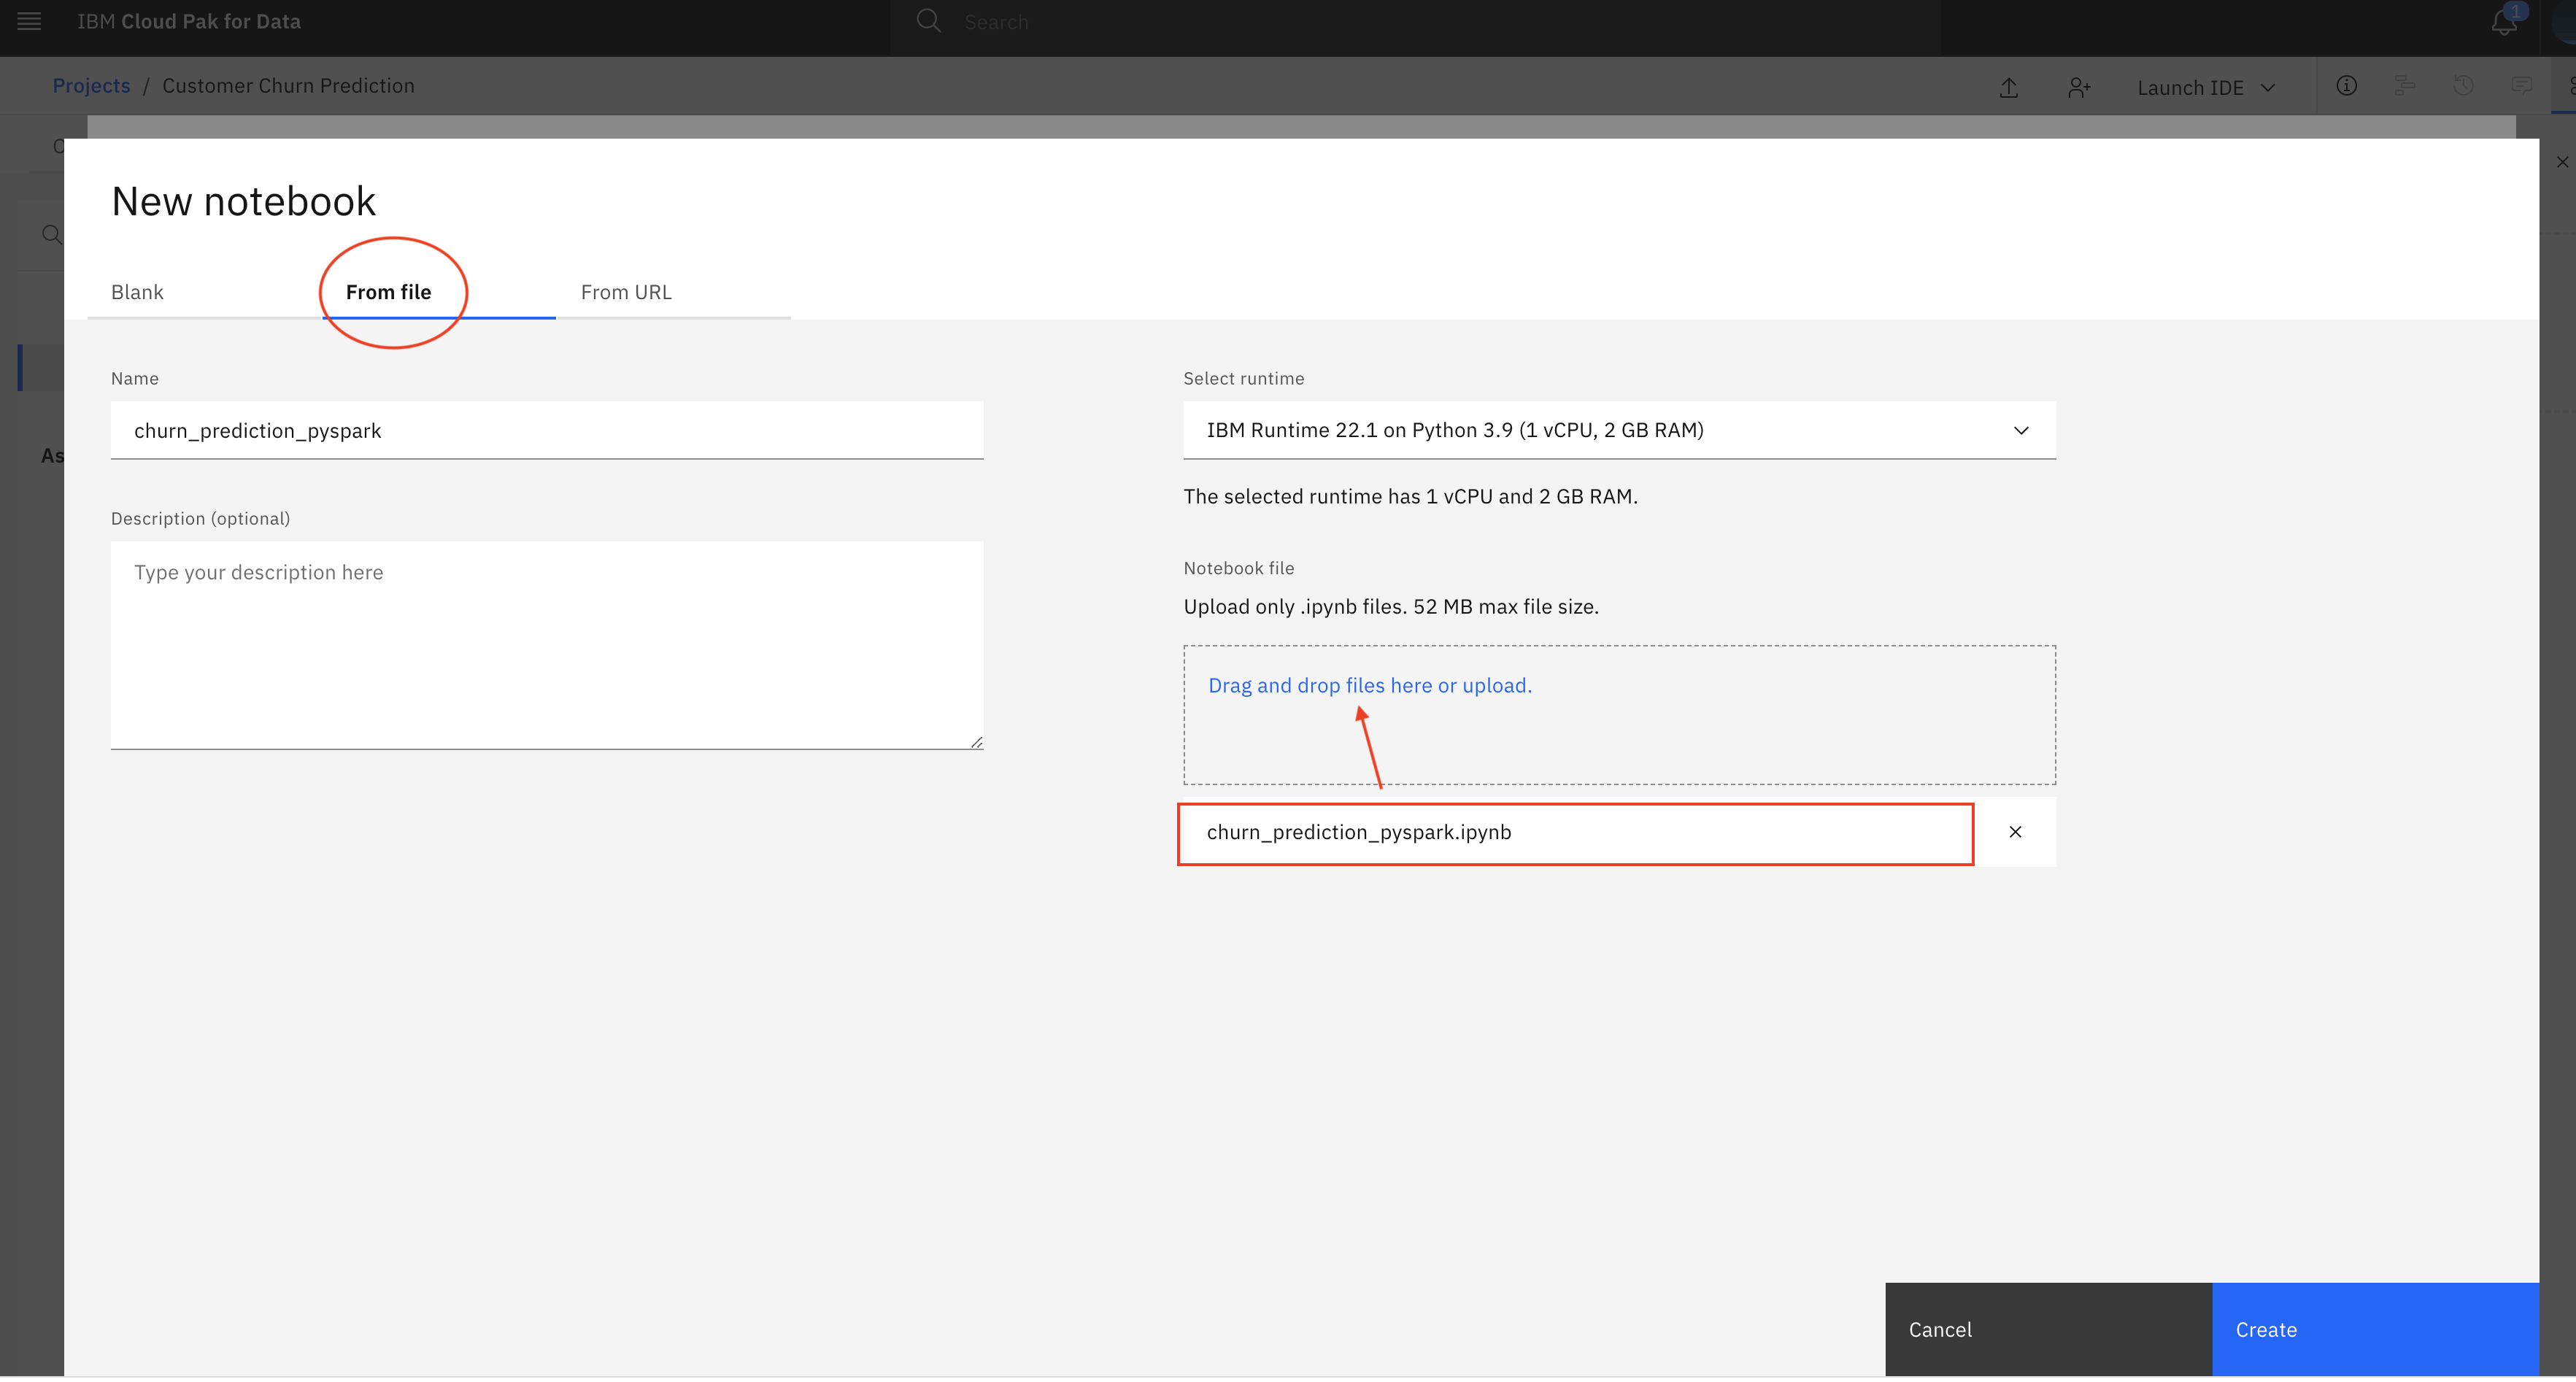 IBM Cloud Pak for Data
Search
1
Projects / Customer Churn Prediction
Launch IDE
New notebook
Blank
From file
From URL
Name
churn_prediction_pyspark
Description (optional)
Type your description here
Select runtime
IBM Runtime 22.1 on Python 3.9 (1 vCPU, 2 GB RAM)
The selected runtime has 1 vCPU and 2 GB RAM.
Notebook file
Upload only .ipynb files. 52 MB max file size.
Drag and drop files here or upload.
churn_prediction_pyspark.ipynb
As
Cancel
Create